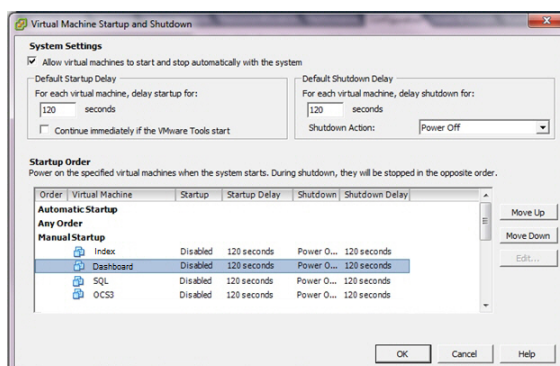 Virtual Machine Startup and Shutdown
System Settings
Allow virtual machines to start and stop automatically with the system
Default Startup Delay
For each virtual machine, delay startup for:
120 seconds
Continue immediately if the VMware Tools start
Default Shutdown Delay
For each virtual machine, delay shutdown for:
120 seconds
Shutdown Action: Power Off
Startup Order
Power on the specified virtual machines when the system starts. During shutdown, they will be stopped in the opposite order.
Order Virtual Machine Startup Startup Delay Shutdown Shutdown Delay
Automatic Startup
Any Order
Manual Startup
Index Disabled 120 seconds Power O... 120 seconds
Dashboard Disabled 120 seconds Power O... 120 seconds
SQL Disabled 120 seconds Power O... 120 seconds
OCS3 Disabled 120 seconds Power O... 120 seconds
Move Up
Move Down
Edit...
OK Cancel Help